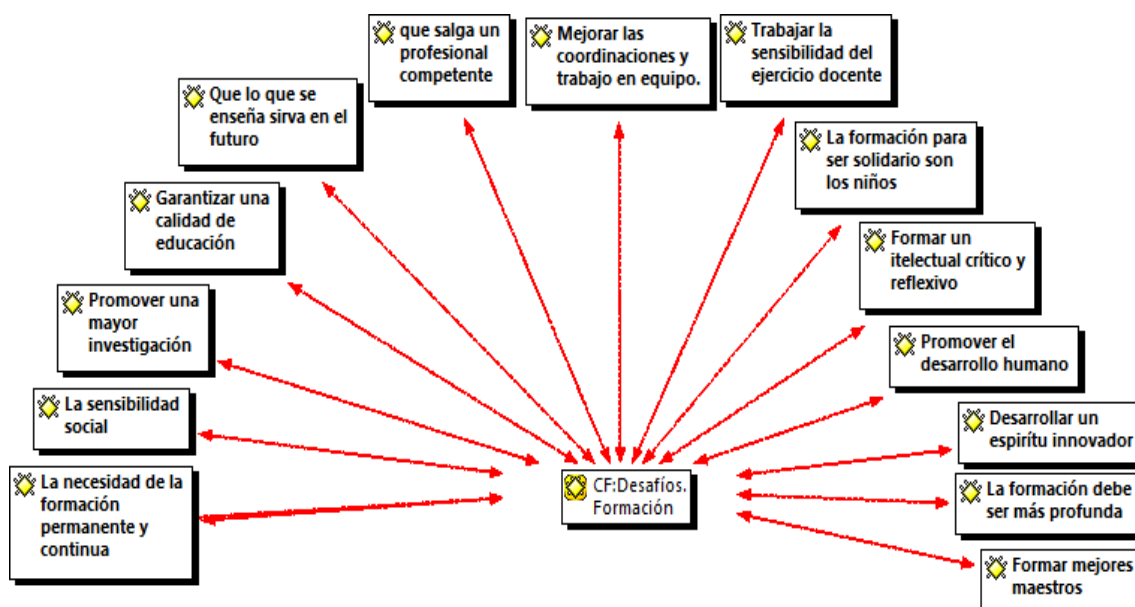 que salga un
profesional
competente
Mejorar las
coordinaciones y
trabajo en equipo.
Trabajar la
sensibilidad del
ejercicio docente
Que lo que se
enseña sirva en el
futuro
La formación para
ser solidario son
los niños
Garantizar una
calidad de
educación
Formar un
itelectual crítico y
reflexivo
Promover una
mayor
investigación
Promover el
desarrollo humano
La sensibilidad
social
Desarrollar un
espirítu innovador
La necesidad de la
formación
permanente y
continua
CF:Desafíos.
Formación
La formación debe
ser más profunda
Formar mejores
maestros